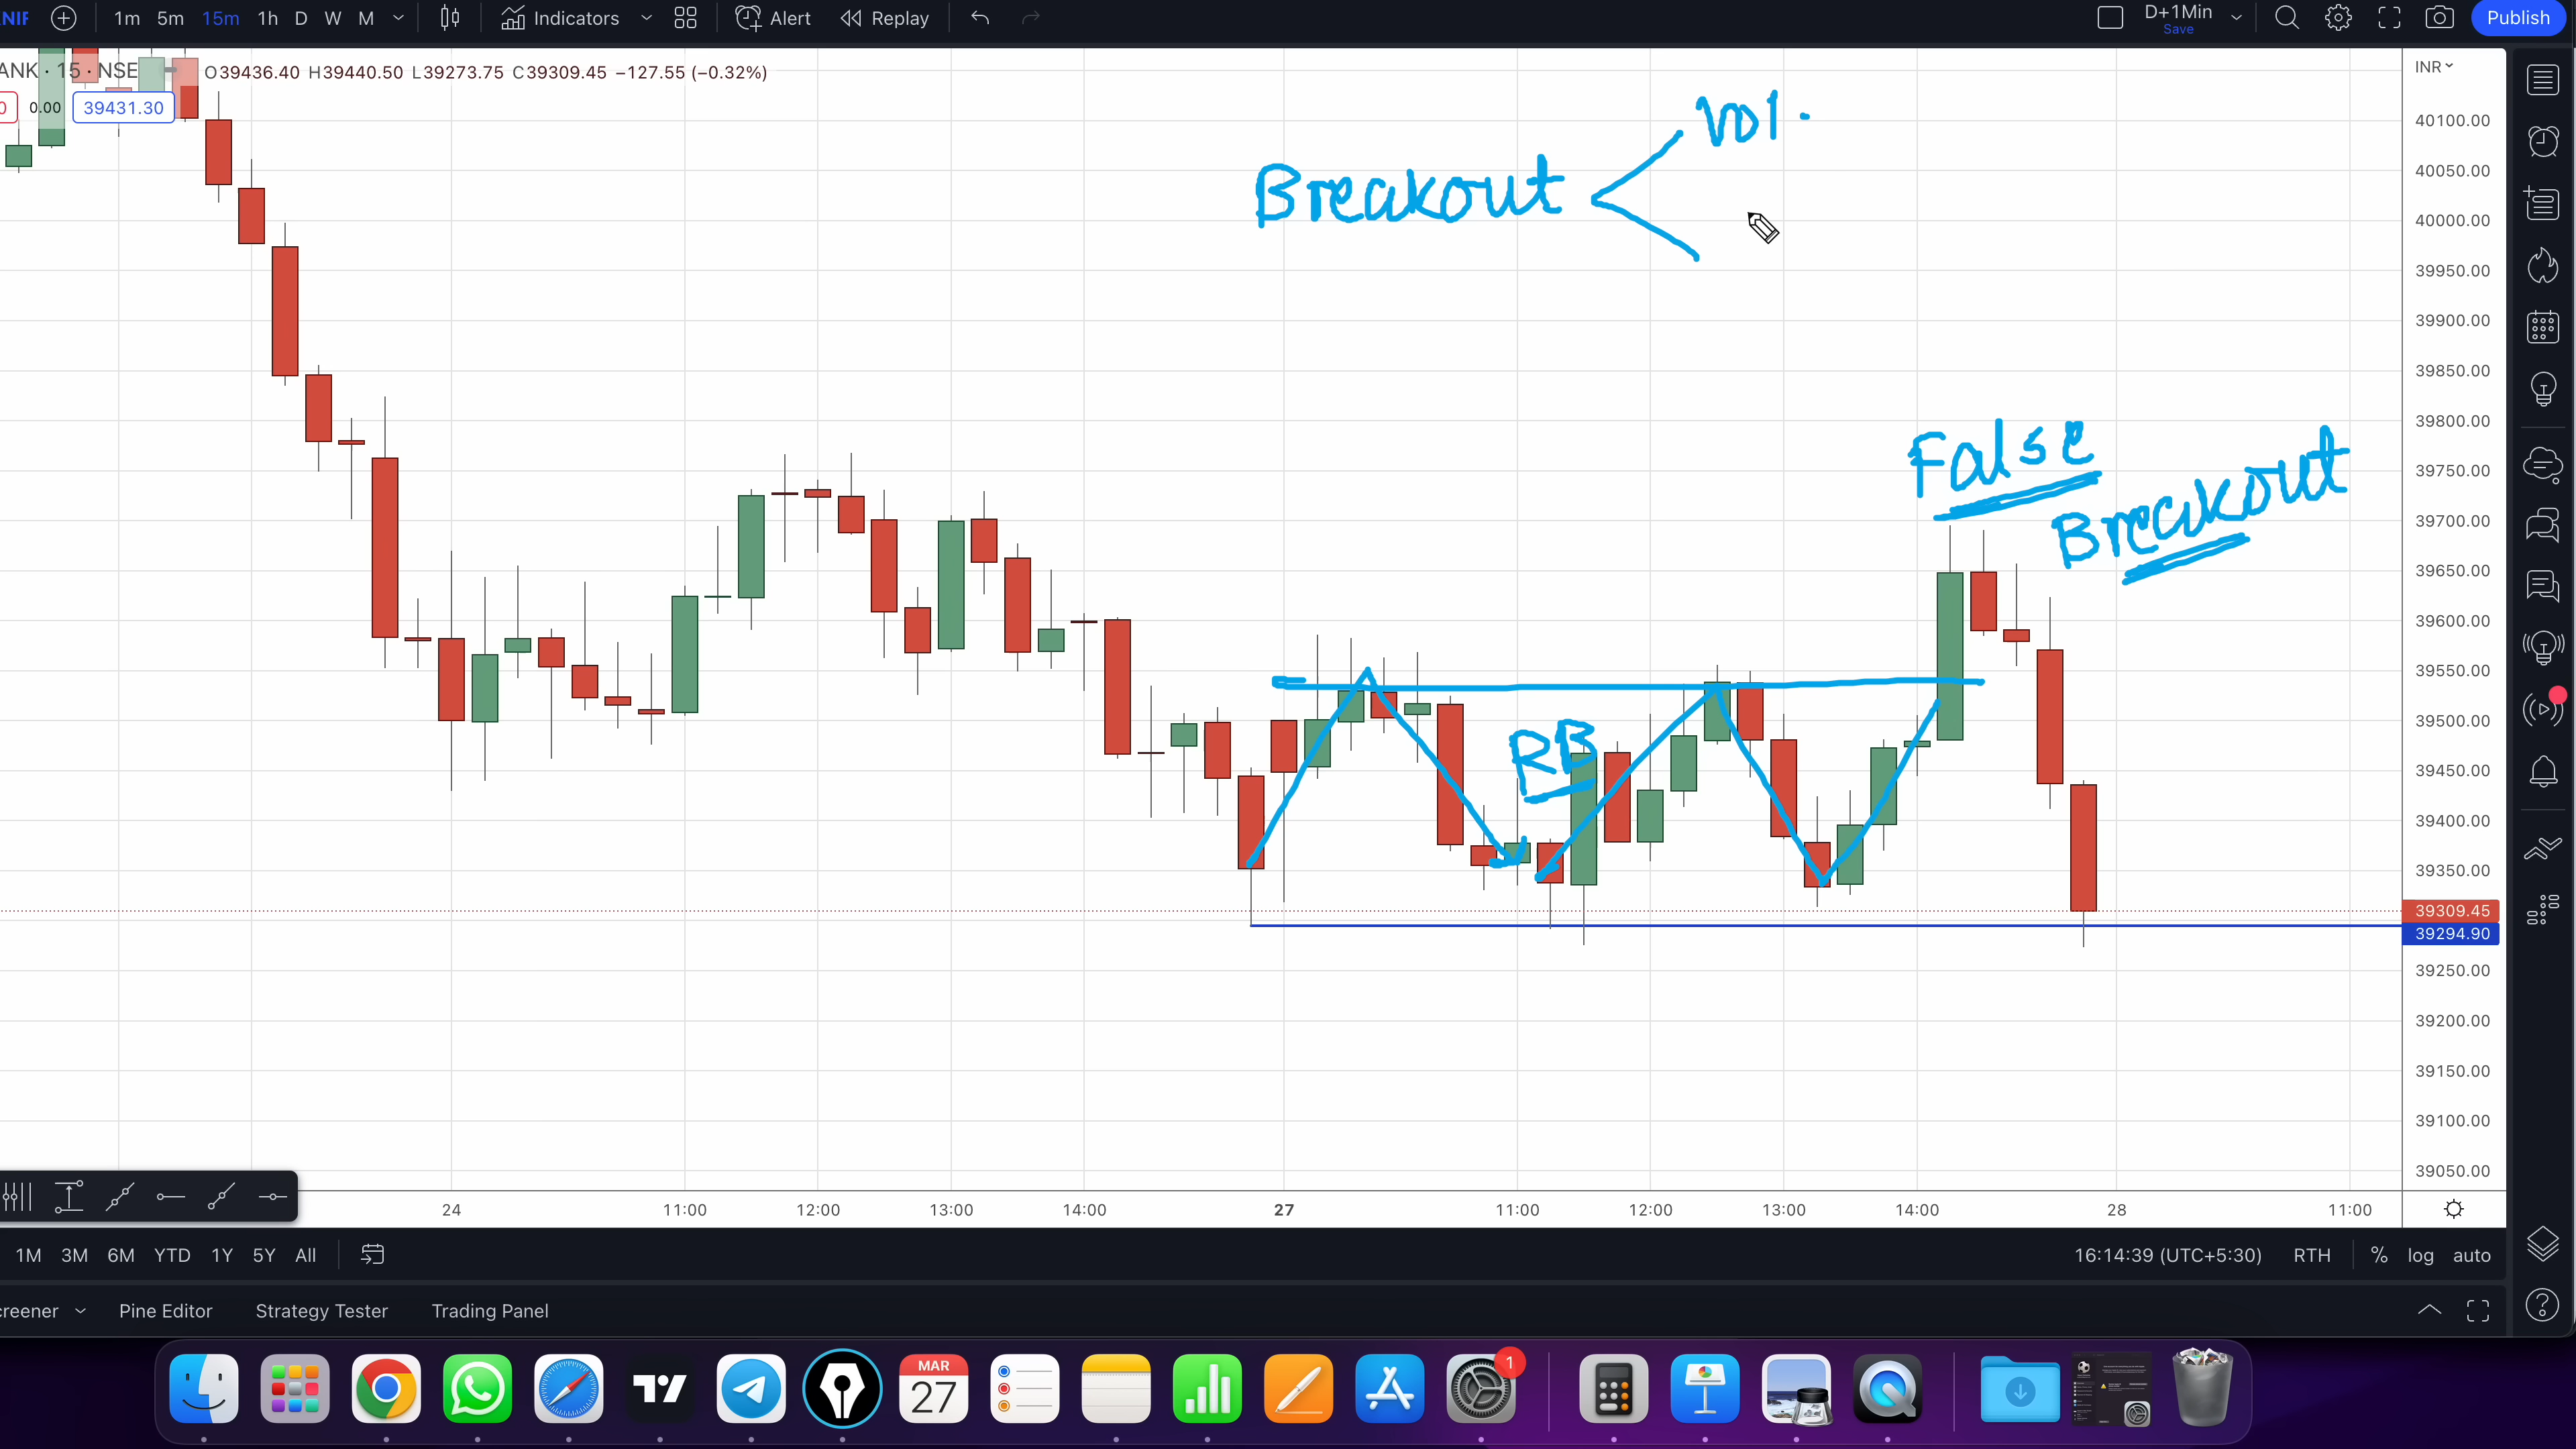 NIF 1m 5m 15m 1h D W M Indicators Alert Replay D+1Min Save Publish
ANK · 15 · NSE O39436.40 H39440.50 L39273.75 C39309.45 −127.55 (−0.32%)
0 0.00 39431.30
INR
Vol.
Breakout
False
Breakout
RB
40100.00
40050.00
40000.00
39950.00
39900.00
39850.00
39800.00
39750.00
39700.00
39650.00
39600.00
39550.00
39500.00
39450.00
39400.00
39350.00
39309.45
39294.90
39250.00
39200.00
39150.00
39100.00
39050.00
24 11:00 12:00 13:00 14:00 27 11:00 12:00 13:00 14:00 28 11:00
1M 3M 6M YTD 1Y 5Y All 16:14:39 (UTC+5:30) RTH % log auto
creener Pine Editor Strategy Tester Trading Panel
MAR
27
1